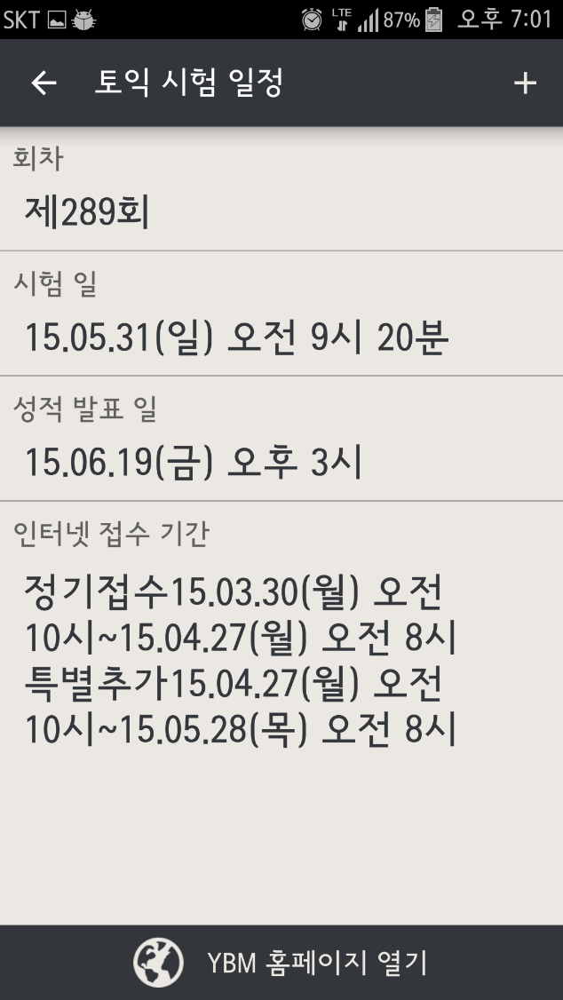 SKT LTE 87% 오후 7:01
토익 시험 일정 +
회차
제289회
시험 일
15.05.31(일) 오전 9시 20분
성적 발표 일
15.06.19(금) 오후 3시
인터넷 접수 기간
정기접수15.03.30(월) 오전
10시~15.04.27(월) 오전 8시
특별추가15.04.27(월) 오전
10시~15.05.28(목) 오전 8시
YBM 홈페이지 열기